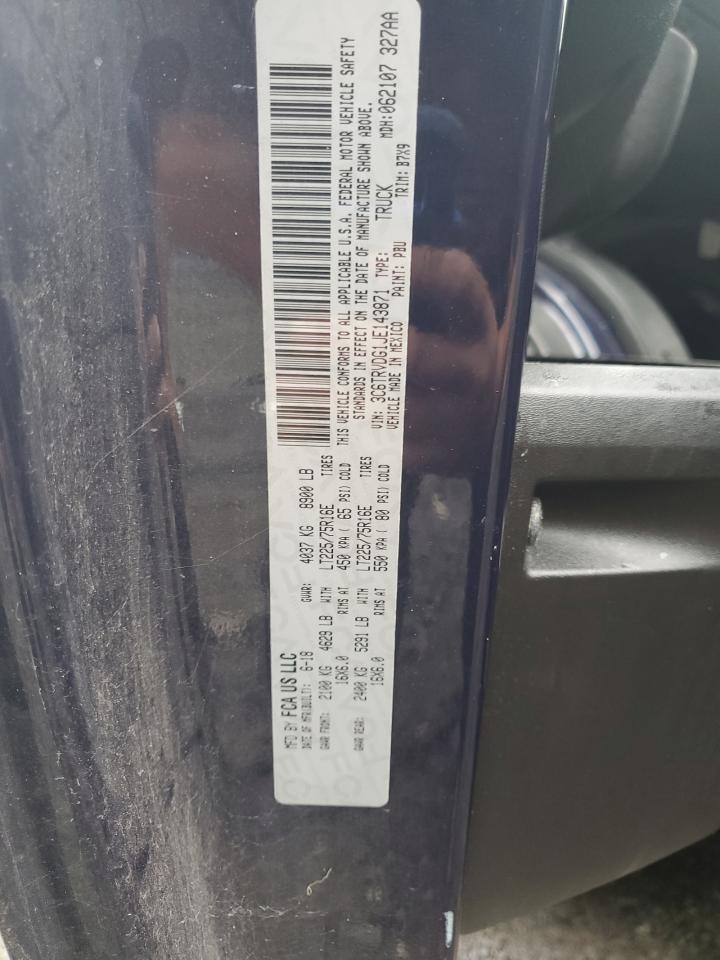 MFD BY FCA US LLC
DATE OF MFR(BUILT): 6-18 GVWR: 4037 KG 8900 LB
GAWR FRONT: 2100 KG 4629 LB WITH LT225/75R16E TIRES
16X6.0 RIMS AT 450 KPA ( 65 PSI) COLD
GAWR REAR: 2400 KG 5291 LB WITH LT225/75R16E TIRES
16X6.0 RIMS AT 550 KPA ( 80 PSI) COLD
THIS VEHICLE CONFORMS TO ALL APPLICABLE U.S.A. FEDERAL MOTOR VEHICLE SAFETY
STANDARDS IN EFFECT ON THE DATE OF MANUFACTURE SHOWN ABOVE.
VIN: 3C6TRVDG1JE143871 TYPE: TRUCK MDH:062107 327AA
VEHICLE MADE IN MEXICO PAINT: PBU TRIM: B7X9